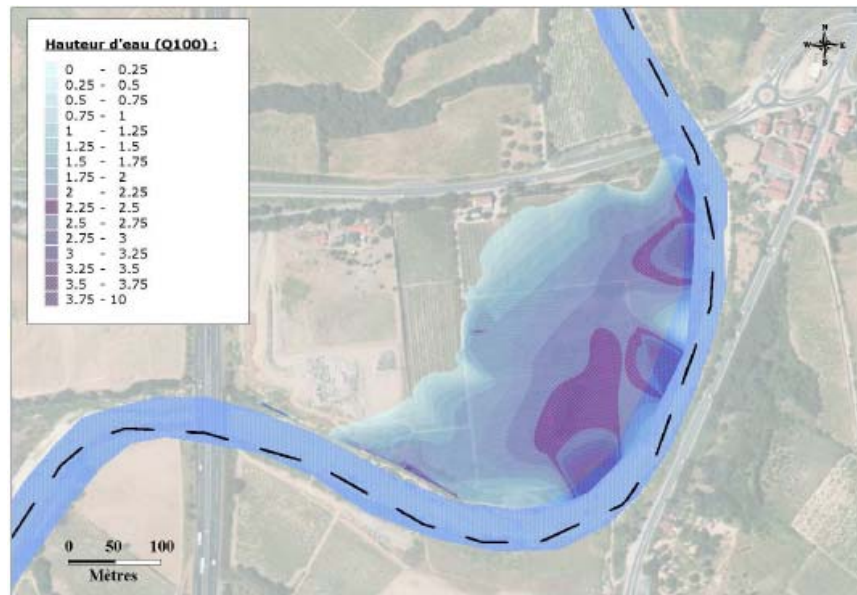 Hauteur d'eau (Q100) :
0 - 0.25
0.25 - 0.5
0.5 - 0.75
0.75 - 1
1 - 1.25
1.25 - 1.5
1.5 - 1.75
1.75 - 2
2 - 2.25
2.25 - 2.5
2.5 - 2.75
2.75 - 3
3 - 3.25
3.25 - 3.5
3.5 - 3.75
3.75 - 10
N
W E
S
0 50 100
Mètres